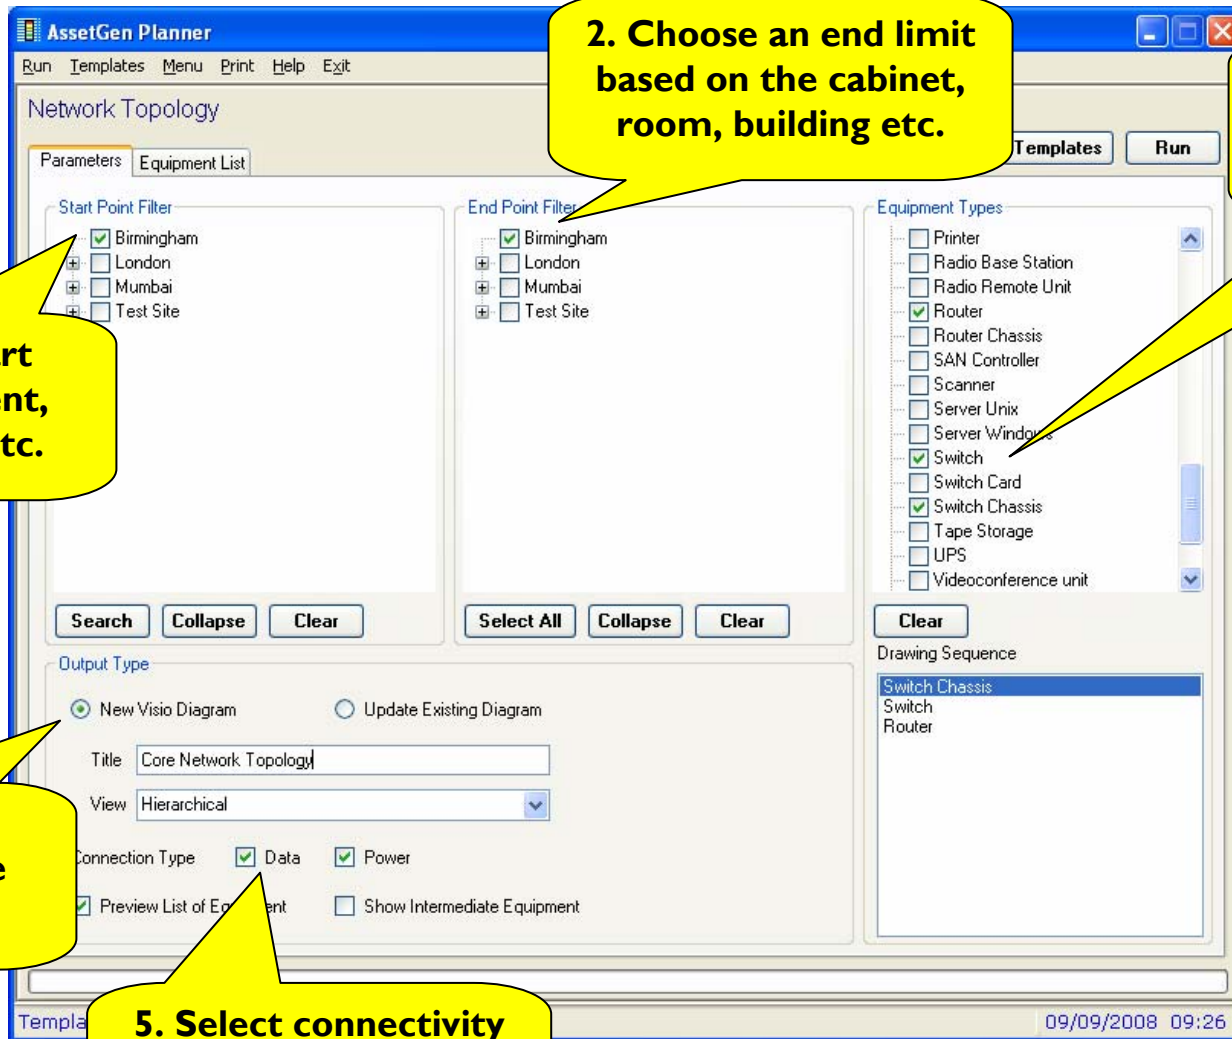 AssetGen Planner
Run Templates Menu Print Help Exit
2. Choose an end limit
based on the cabinet,
room, building etc.
Network Topology
Templates
Run
Parameters
Equipment List
Start Point Filter
Birmingham
London
Mumbai
Test Site
End Point Filter
Birmingham
London
Mumbai
Test Site
Equipment Types
Printer
Radio Base Station
Radio Remote Unit
Router
Router Chassis
SAN Controller
Scanner
Server Unix
Server Windows
Switch
Switch Card
Switch Chassis
Tape Storage
UPS
Videoconference unit
tc.
Search
Collapse
Clear
Select All
Collapse
Clear
Clear
Output Type
New Visio Diagram
Update Existing Diagram
Title Core Network Topology
View Hierarchical
Connection Type
Data
Power
Preview List of Equipment
Show Intermediate Equipment
Drawing Sequence
Switch Chassis
Switch
Router
5. Select connectivity
09/09/2008 09:26